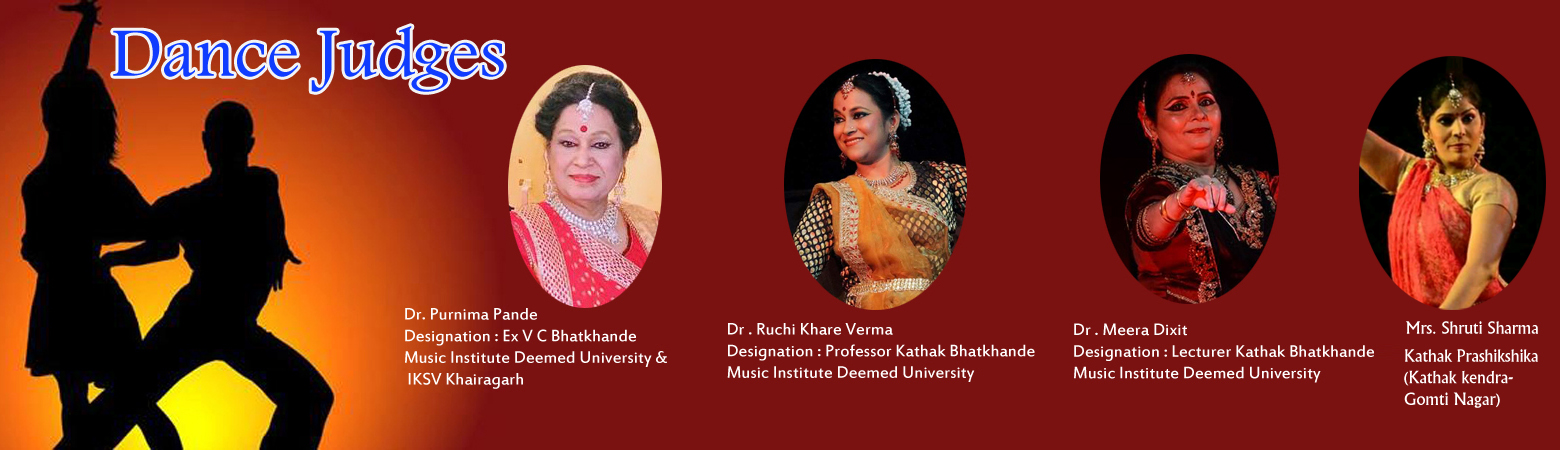 Dance Judges
Dr. Purnima Pande
Designation : Ex V C Bhatkhande
Music Institute Deemed University &
IKSV Khairagarh
Dr . Ruchi Khare Verma
Designation : Professor Kathak Bhatkhande
Music Institute Deemed University
Dr . Meera Dixit
Designation : Lecturer Kathak Bhatkhande
Music Institute Deemed University
Mrs. Shruti Sharma
Kathak Prashikshika
(Kathak kendra-
Gomti Nagar)